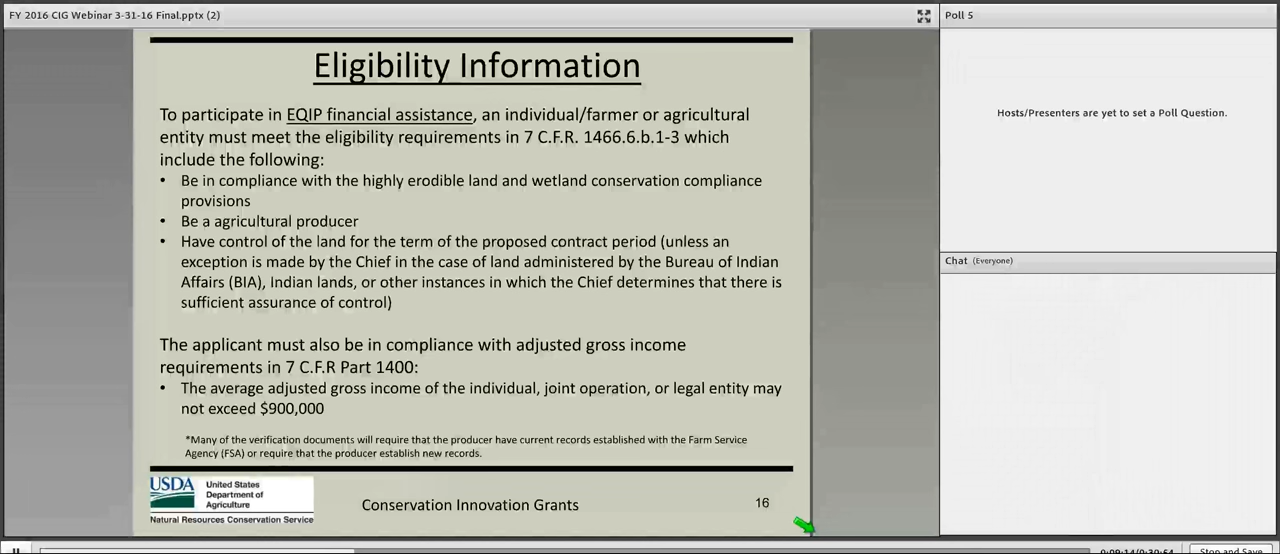 FY 2016 CIG Webinar 3-31-16 Final.pptx (2)
Eligibility Information
To participate in EQIP financial assistance, an individual/farmer or agricultural
entity must meet the eligibility requirements in 7 C.F.R. 1466.6.b.1-3 which
include the following:
• Be in compliance with the highly erodible land and wetland conservation compliance
provisions
• Be a agricultural producer
• Have control of the land for the term of the proposed contract period (unless an
exception is made by the Chief in the case of land administered by the Bureau of Indian
Affairs (BIA), Indian lands, or other instances in which the Chief determines that there is
sufficient assurance of control)
The applicant must also be in compliance with adjusted gross income
requirements in 7 C.F.R Part 1400:
• The average adjusted gross income of the individual, joint operation, or legal entity may
not exceed $900,000
*Many of the verification documents will require that the producer have current records established with the Farm Service
Agency (FSA) or require that the producer establish new records.
USDA
United States
Department of
Agriculture
Natural Resources Conservation Service
Conservation Innovation Grants
16
Poll 5
Hosts/Presenters are yet to set a Poll Question.
Chat (Everyone)
Stop and Save